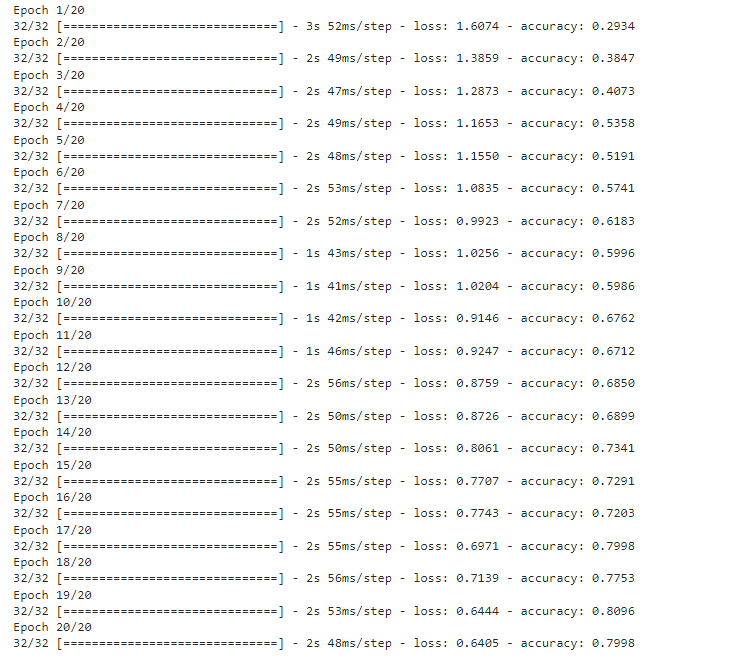 Epoch 1/20
32/32 [==============================] - 3s 52ms/step - loss: 1.6074 - accuracy: 0.2934
Epoch 2/20
32/32 [==============================] - 2s 49ms/step - loss: 1.3859 - accuracy: 0.3847
Epoch 3/20
32/32 [==============================] - 2s 47ms/step - loss: 1.2873 - accuracy: 0.4073
Epoch 4/20
32/32 [==============================] - 2s 49ms/step - loss: 1.1653 - accuracy: 0.5358
Epoch 5/20
32/32 [==============================] - 2s 48ms/step - loss: 1.1550 - accuracy: 0.5191
Epoch 6/20
32/32 [==============================] - 2s 53ms/step - loss: 1.0835 - accuracy: 0.5741
Epoch 7/20
32/32 [==============================] - 2s 52ms/step - loss: 0.9923 - accuracy: 0.6183
Epoch 8/20
32/32 [==============================] - 1s 43ms/step - loss: 1.0256 - accuracy: 0.5996
Epoch 9/20
32/32 [==============================] - 1s 41ms/step - loss: 1.0204 - accuracy: 0.5986
Epoch 10/20
32/32 [==============================] - 1s 42ms/step - loss: 0.9146 - accuracy: 0.6762
Epoch 11/20
32/32 [==============================] - 1s 46ms/step - loss: 0.9247 - accuracy: 0.6712
Epoch 12/20
32/32 [==============================] - 2s 56ms/step - loss: 0.8759 - accuracy: 0.6850
Epoch 13/20
32/32 [==============================] - 2s 50ms/step - loss: 0.8726 - accuracy: 0.6899
Epoch 14/20
32/32 [==============================] - 2s 50ms/step - loss: 0.8061 - accuracy: 0.7341
Epoch 15/20
32/32 [==============================] - 2s 55ms/step - loss: 0.7707 - accuracy: 0.7291
Epoch 16/20
32/32 [==============================] - 2s 55ms/step - loss: 0.7743 - accuracy: 0.7203
Epoch 17/20
32/32 [==============================] - 2s 55ms/step - loss: 0.6971 - accuracy: 0.7998
Epoch 18/20
32/32 [==============================] - 2s 56ms/step - loss: 0.7139 - accuracy: 0.7753
Epoch 19/20
32/32 [==============================] - 2s 53ms/step - loss: 0.6444 - accuracy: 0.8096
Epoch 20/20
32/32 [==============================] - 2s 48ms/step - loss: 0.6405 - accuracy: 0.7998